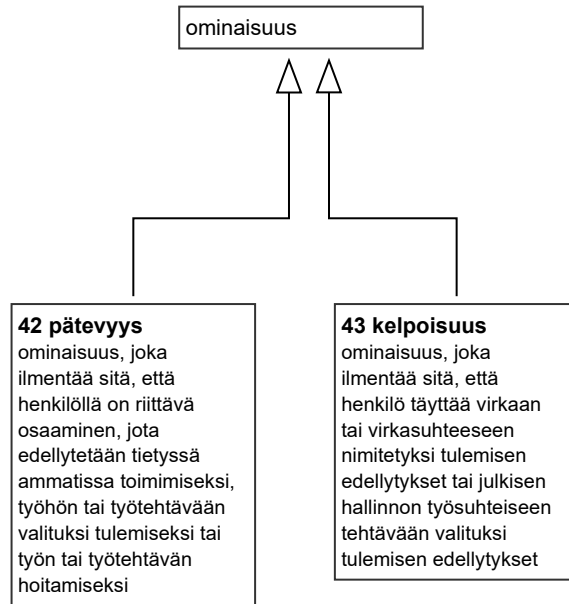 ominaisuus
42 pätevyys
ominaisuus, joka
ilmentää sitä, että
henkilöllä on riittävä
osaaminen, jota
edellytetään tietyssä
ammatissa toimimiseksi,
työhön tai työtehtävään
valituksi tulemiseksi tai
työn tai työtehtävän
hoitamiseksi
43 kelpoisuus
ominaisuus, joka
ilmentää sitä, että
henkilö täyttää virkaan
tai virkasuhteeseen
nimitetyksi tulemisen
edellytykset tai julkisen
hallinnon työsuhteiseen
tehtävään valituksi
tulemisen edellytykset